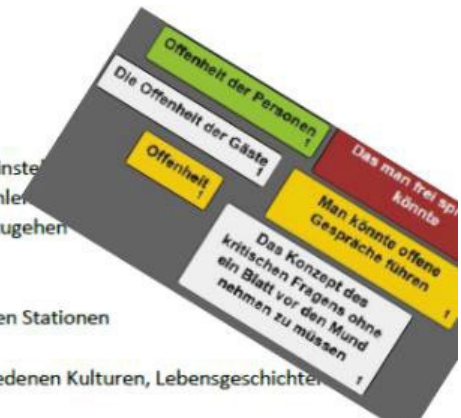 Offenheit der Personen
1
Die Offenheit der Gäste
1
Offenheit
1
Das man frei
könnte
Man könnte offene
Gespräche führen
1
Das Konzept des
kritischen Fragens ohne
ein Blatt vor den Mund
nehmen zu müssen
1
en Stationen
edenen Kulturen,